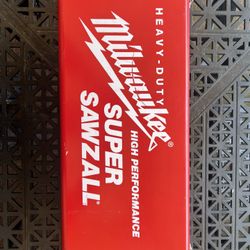 HEAVY-DUTY
Milwaukee®
HIGH PERFORMANCE
SUPER
SAWZALL®